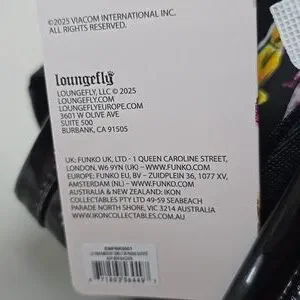 ©2025 VIACOM INTERNATIONAL INC.
ALL RIGHTS RESERVED.
loungefly
LOUNGEFLY, LLC © 2025
LOUNGEFLY.COM
LOUNGEFLYEUROPE.COM
3601 W OLIVE AVE
SUITE 500
BURBANK, CA 91505
UK: FUNKO UK, LTD - 1 QUEEN CAROLINE STREET,
LONDON, W6 9YN (UK) – WWW.FUNKO.COM
EUROPE: FUNKO EU, BV – ZUIDPLEIN 36, 1077 XV,
AMSTERDAM (NL) – WWW.FUNKO.COM
AUSTRALIA & NEW ZEALAND: IKON
COLLECTABLES PTY LTD 49-59 SEABEACH
PARADE NORTH SHORE, VIC 3214 AUSTRALIA
WWW.IKONCOLLECTABLES.COM.AU